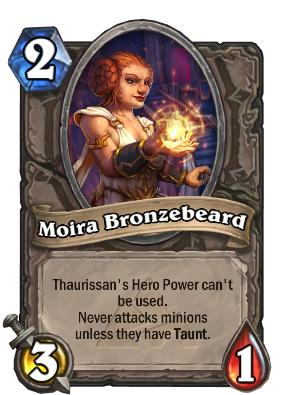 2
Moira Bronzebeard
Thaurissan's Hero Power can't
be used.
Never attacks minions
unless they have Taunt.
3
1